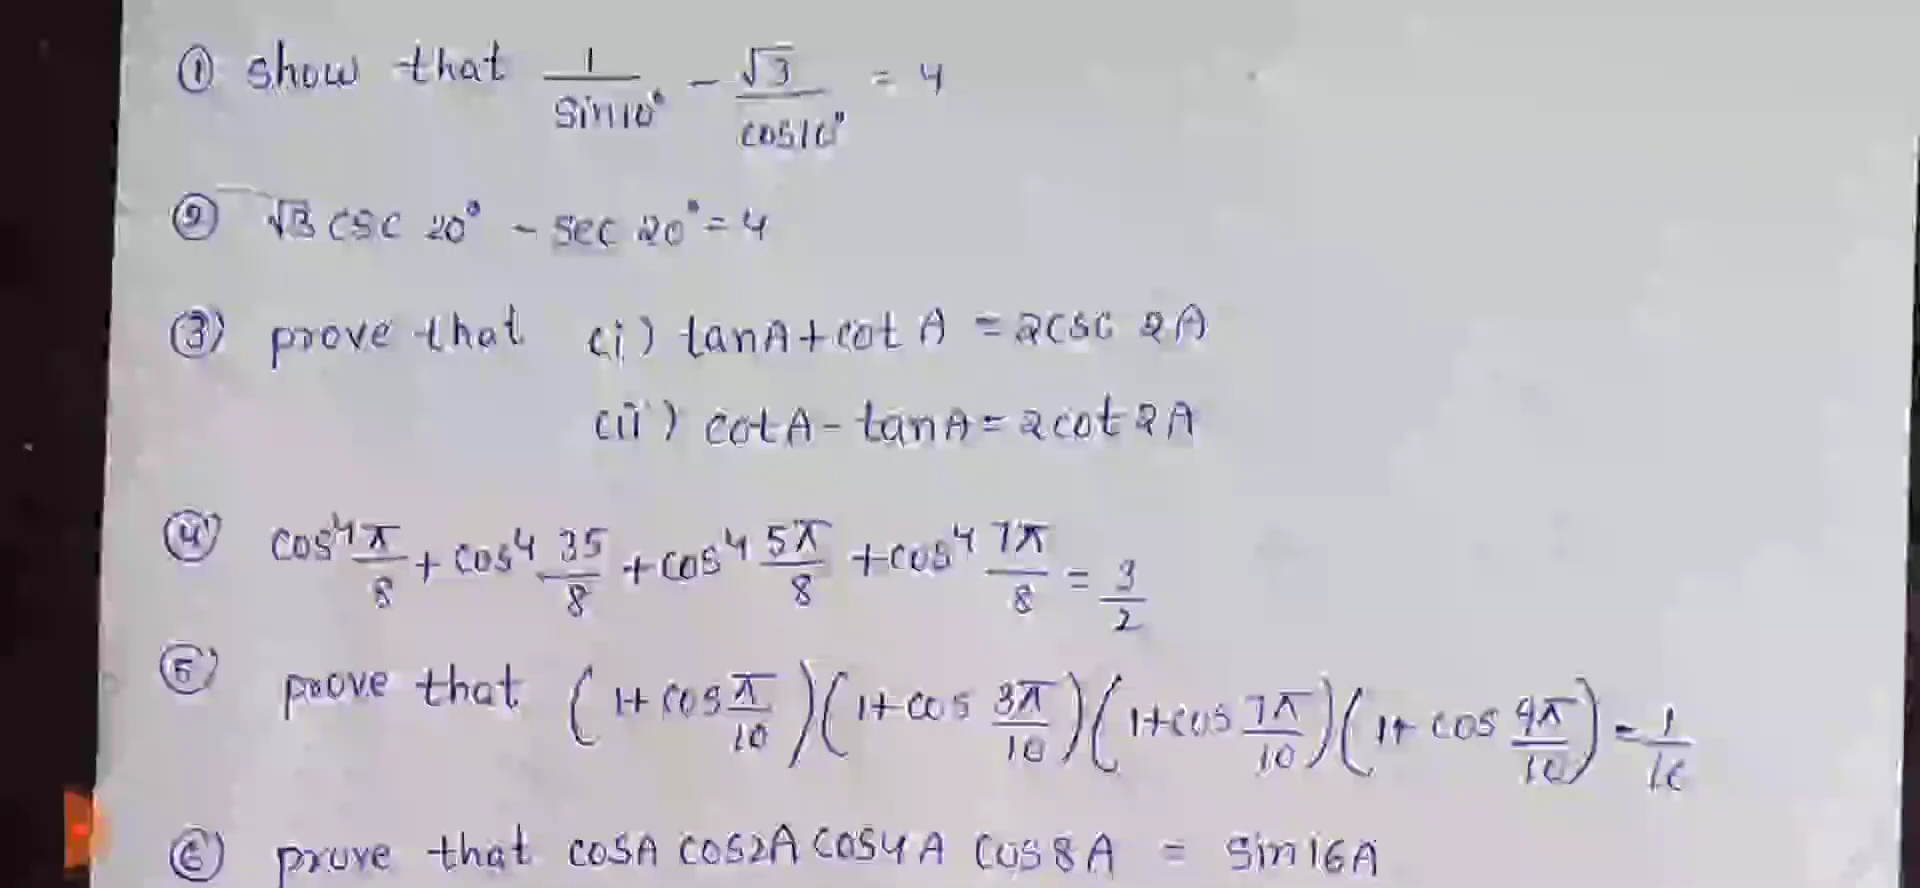 ① show that 1/sin10° - √3/cos10° = 4
② √3 csc 20° - sec 20° = 4
③ prove that (i) tanA + cot A = 2csc 2A
(ii) cotA - tanA = 2cot 2A
④ cos⁴ π/8 + cos⁴ 35/8 + cos⁴ 5π/8 + cos⁴ 7π/8 = 3/2
⑤ prove that (1+ cos π/10)(1+cos 3π/10)(1+cos 7π/10)(1+ cos 9π/10) = 1/16
⑥ prove that cosA cos2A cos4A cos8A = sin16A